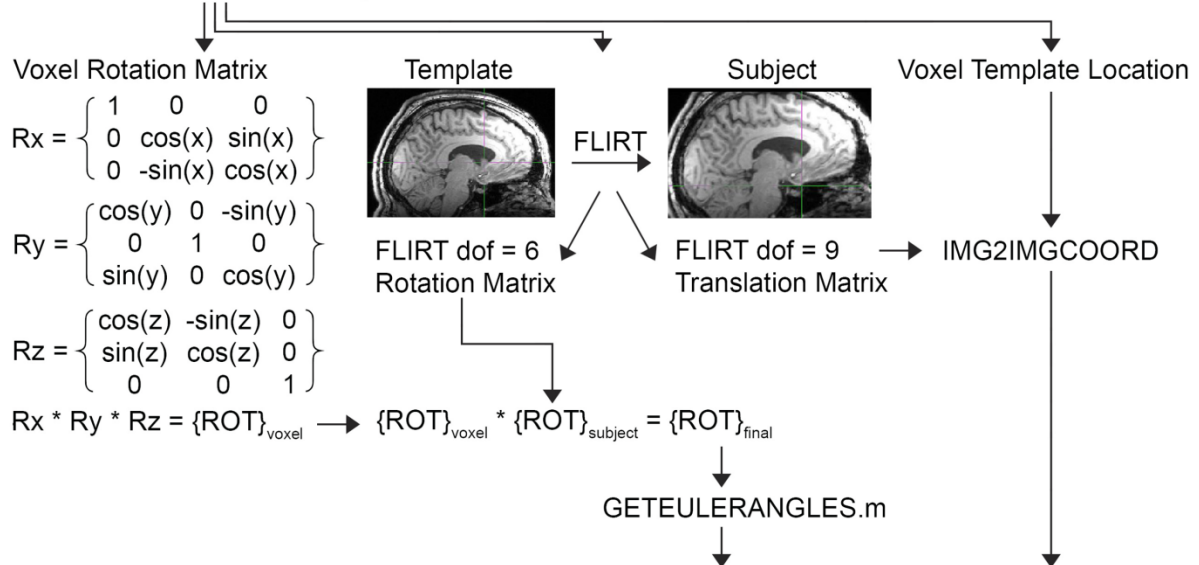 Voxel Rotation Matrix
Template
Subject
Voxel Template Location
Rx = { 1 0 0
0 cos(x) sin(x)
0 -sin(x) cos(x) }
FLIRT
Ry = { cos(y) 0 -sin(y)
0 1 0
sin(y) 0 cos(y) }
FLIRT dof = 6
Rotation Matrix
FLIRT dof = 9
Translation Matrix
IMG2IMGCOORD
Rz = { cos(z) -sin(z) 0
sin(z) cos(z) 0
0 0 1 }
Rx * Ry * Rz = {ROT}voxel
{ROT}voxel * {ROT}subject = {ROT}final
GETEULERANGLES.m